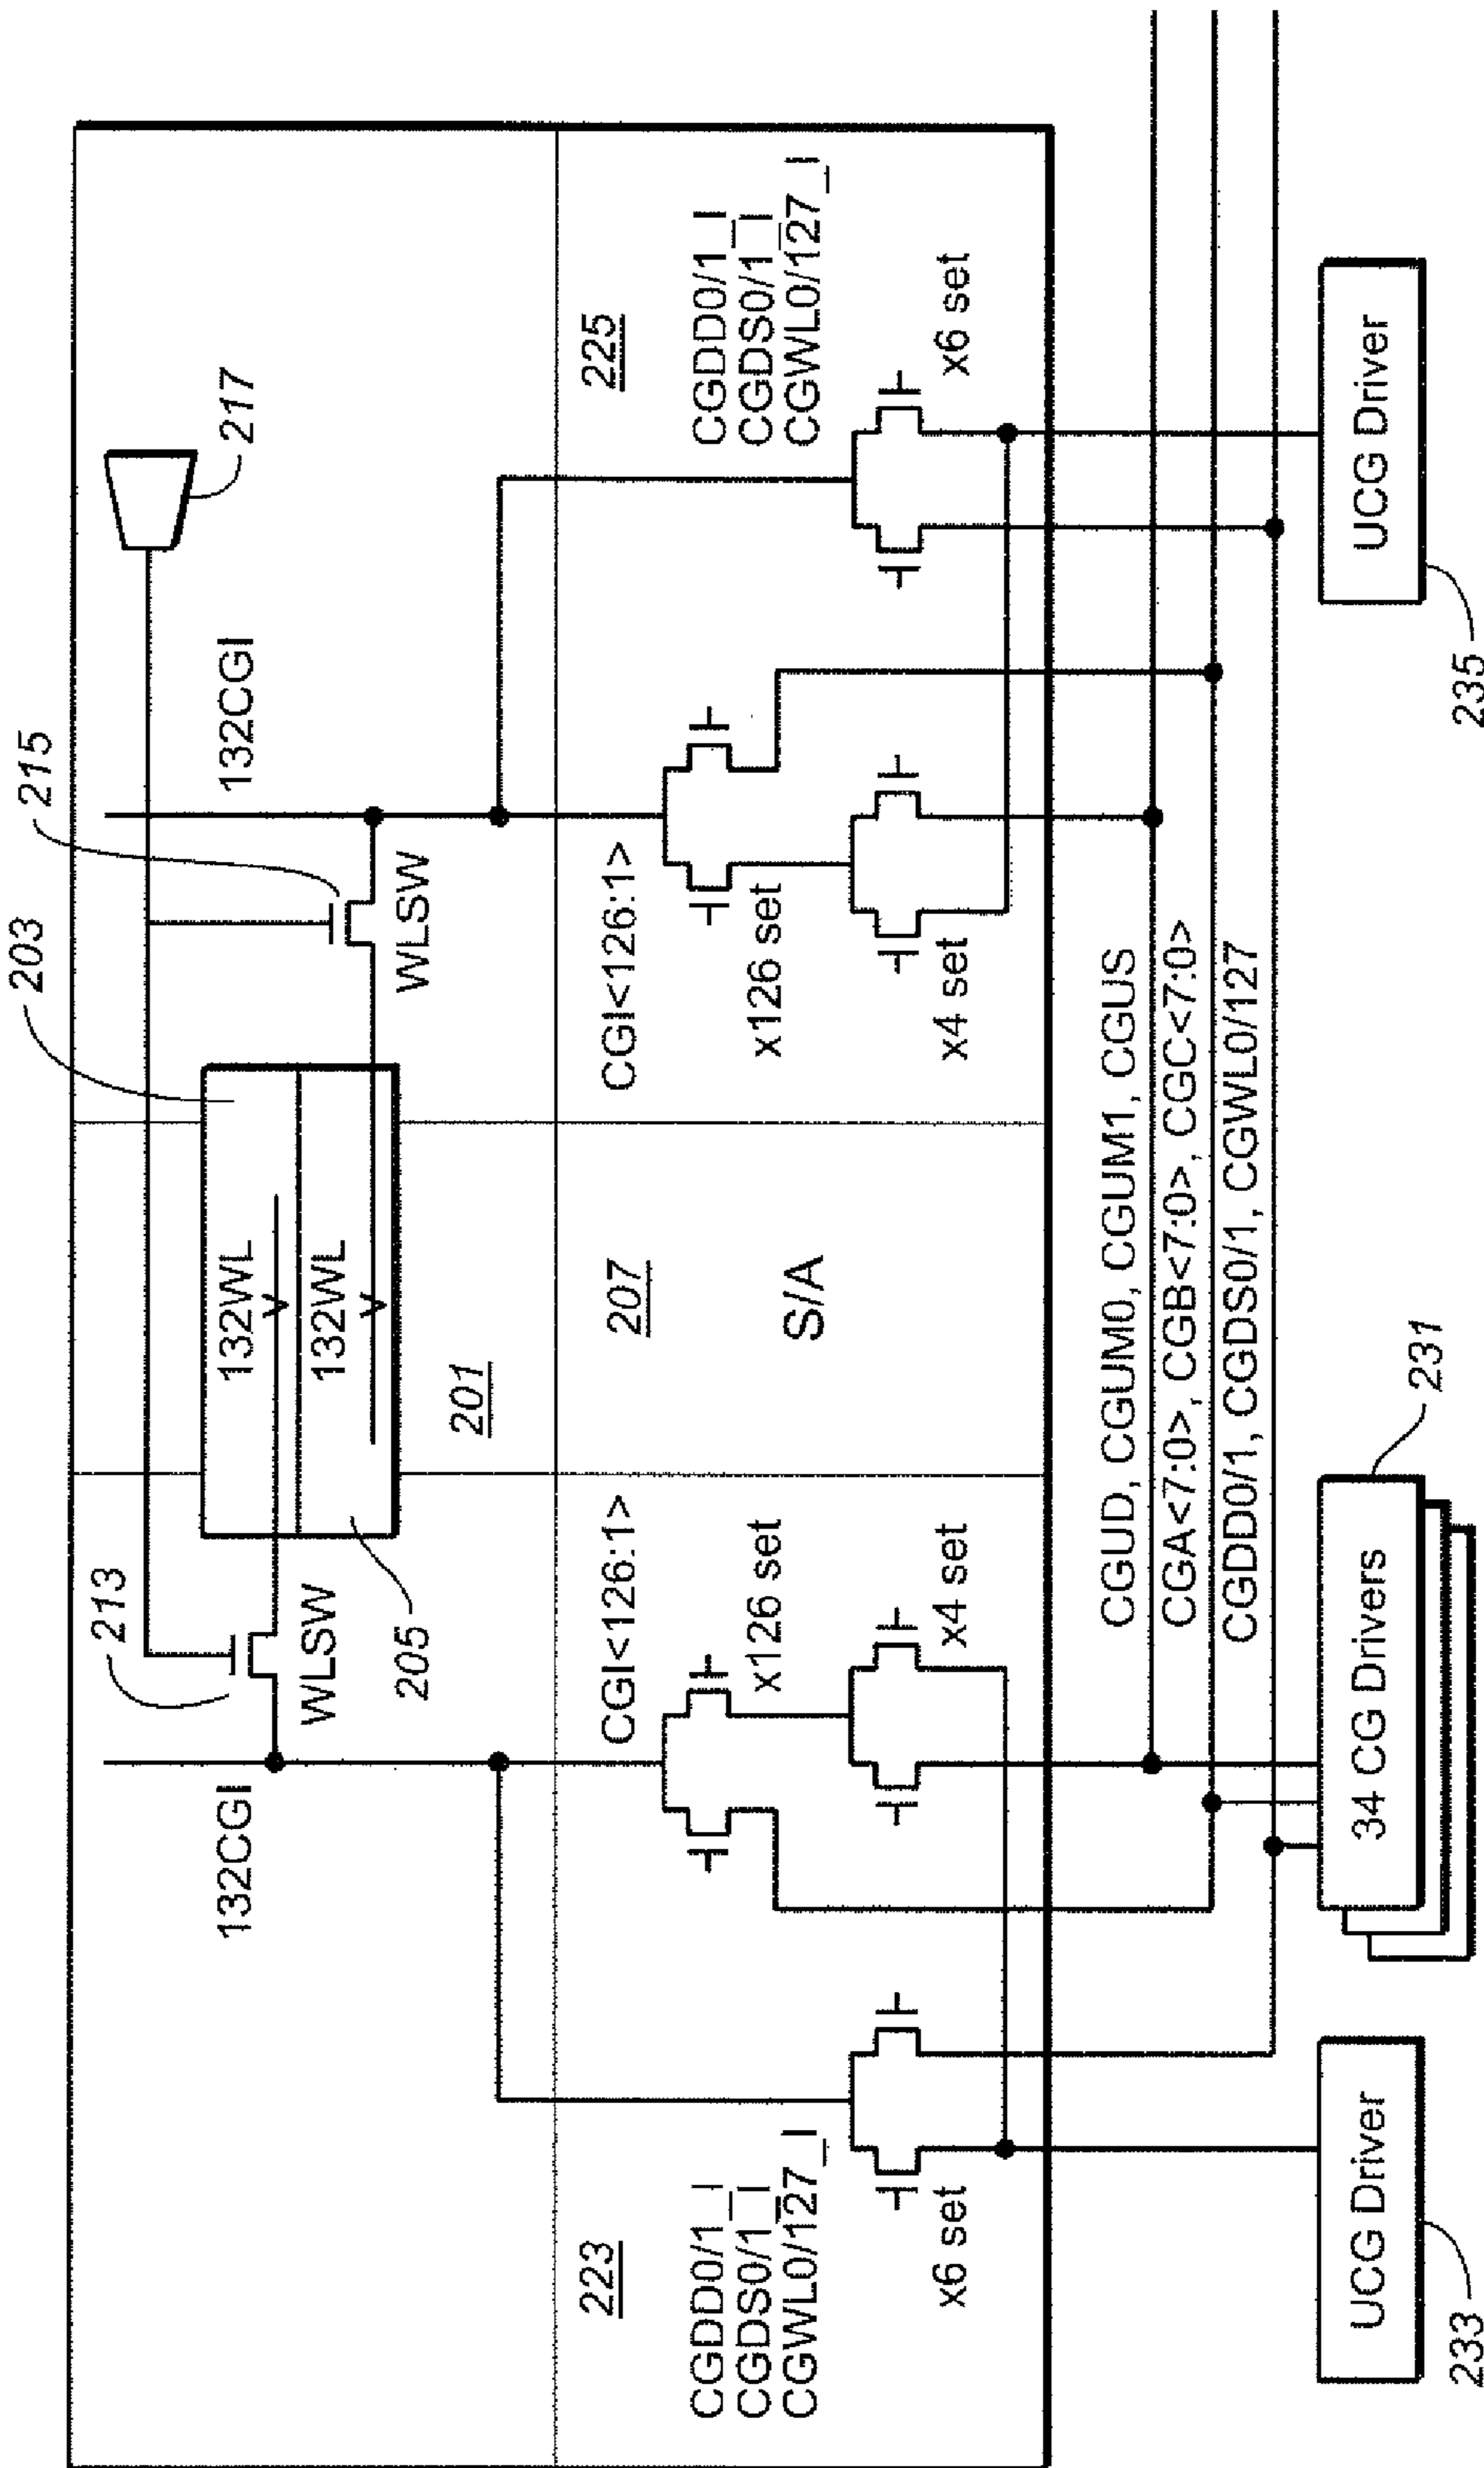 217
203
215
132CGI
213
132WL
132WL
WLSW
132CGI
WLSW
205
201
223
CGDD0/1_I
CGDS0/1_I
CGWL0/127_I
x6 set
CGI<126:1>
x126 set
x4 set
207
S/A
CGI<126:1>
x126 set
x4 set
225
CGDD0/1_I
CGDS0/1_I
CGWL0/127_I
x6 set
CGUD, CGUM0, CGUM1, CGUS
CGA<7:0>, CGB<7:0>, CGC<7:0>
CGDD0/1, CGDS0/1, CGWL0/127
UCG Driver
233
34 CG Drivers
231
UCG Driver
235